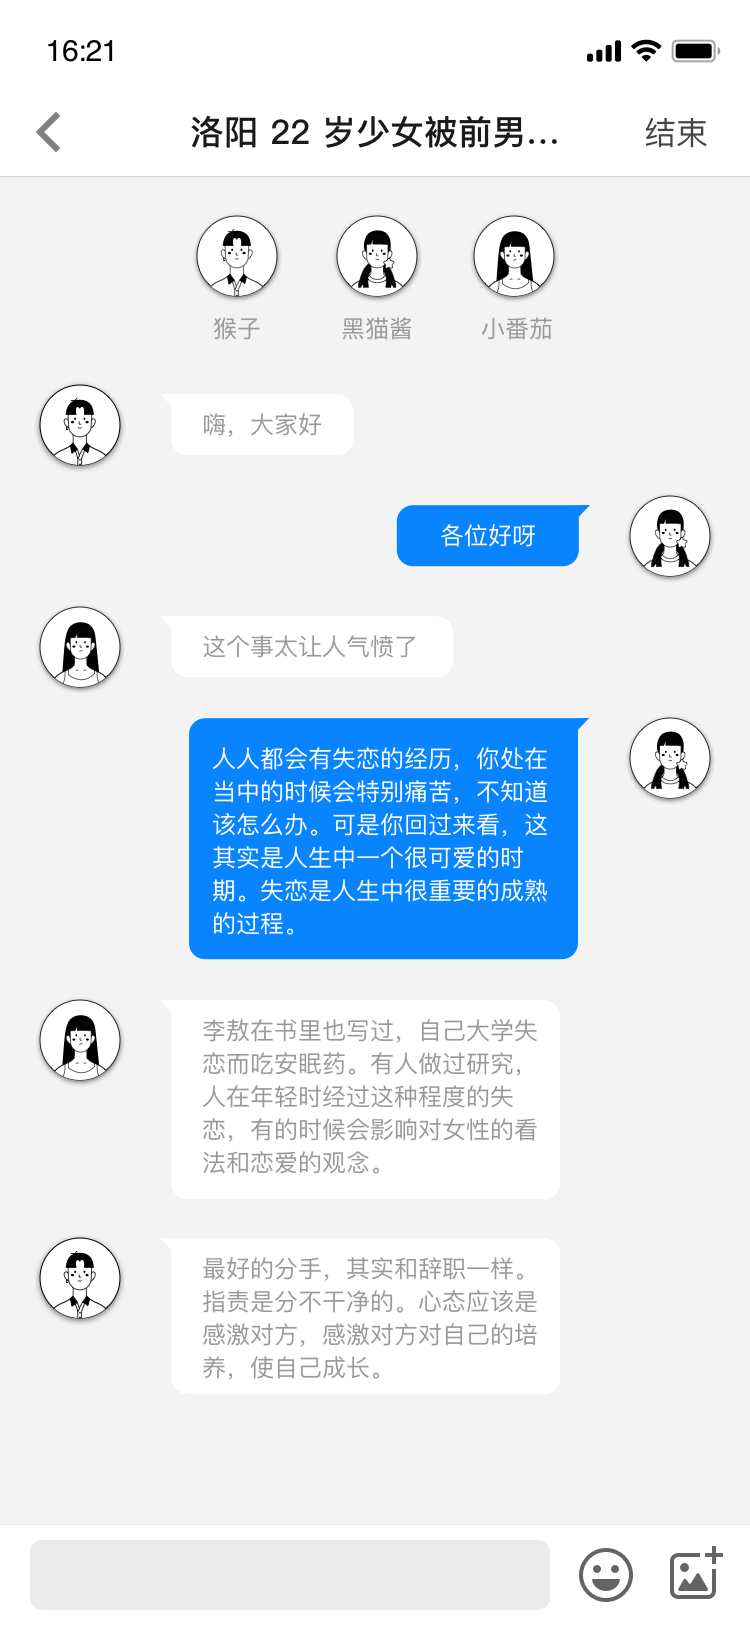 16:21
洛阳 22 岁少女被前男...
结束
猴子
黑猫酱
小番茄
嗨，大家好
各位好呀
这个事太让人气愤了
人人都会有失恋的经历，你处在
当中的时候会特别痛苦，不知道
该怎么办。可是你回过来看，这
其实是人生中一个很可爱的时
期。失恋是人生中很重要的成熟
的过程。
李敖在书里也写过，自己大学失
恋而吃安眠药。有人做过研究，
人在年轻时经过这种程度的失
恋，有的时候会影响对女性的看
法和恋爱的观念。
最好的分手，其实和辞职一样。
指责是分不干净的。心态应该是
感激对方，感激对方对自己的培
养，使自己成长。